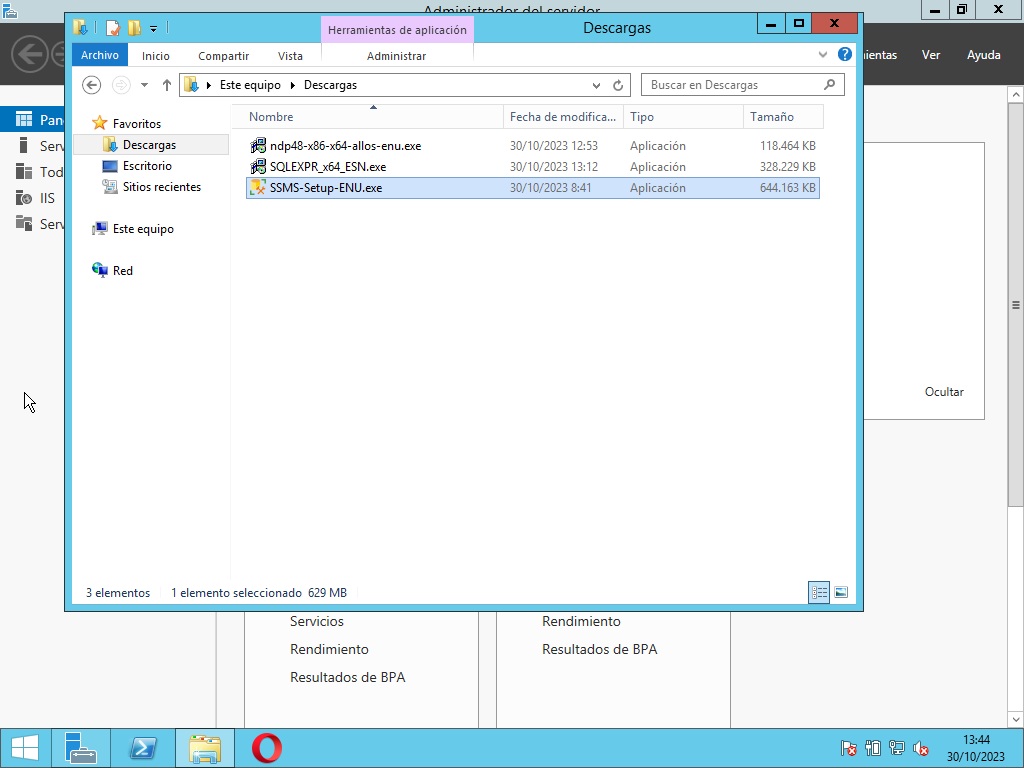 Administrador del servidor
Herramientas de aplicación
Descargas
Archivo
Inicio
Compartir
Vista
Administrar
Ver
Ayuda
Este equipo
Descargas
Buscar en Descargas
Favoritos
Descargas
Escritorio
Sitios recientes
Este equipo
Red
Nombre
Fecha de modifica...
Tipo
Tamaño
ndp48-x86-x64-allos-enu.exe
30/10/2023 12:53
Aplicación
118.464 KB
SQLEXPR_x64_ESN.exe
30/10/2023 13:12
Aplicación
328.229 KB
SSMS-Setup-ENU.exe
30/10/2023 8:41
Aplicación
644.163 KB
Pan
Serv
Tod
IIS
Serv
Ocultar
3 elementos
1 elemento seleccionado 629 MB
Servicios
Rendimiento
Resultados de BPA
Rendimiento
Resultados de BPA
13:44
30/10/2023